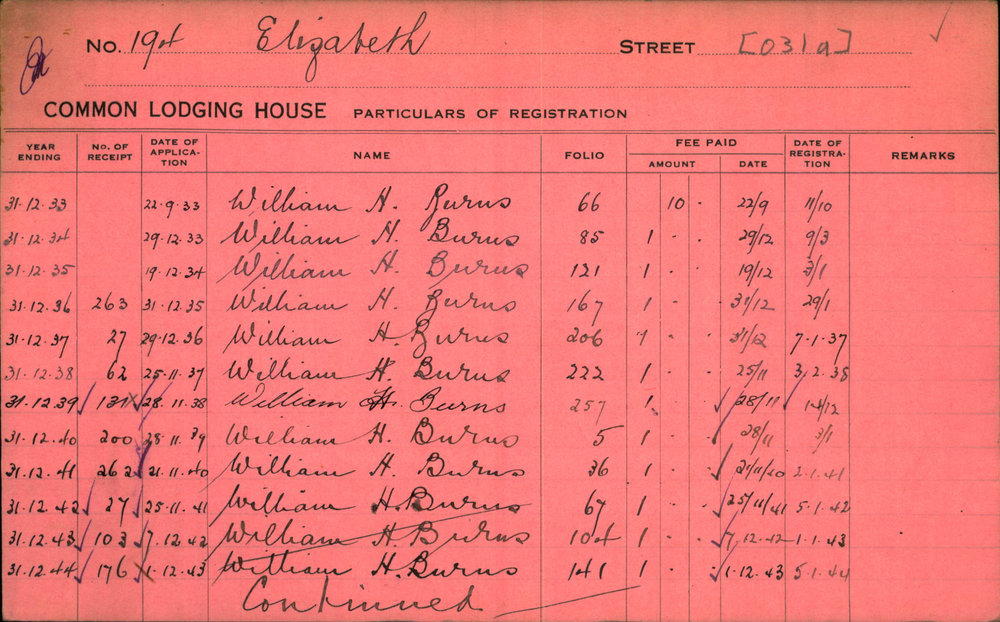 No. 194 Elizabeth STREET [031a]
COMMON LODGING HOUSE PARTICULARS OF REGISTRATION
YEAR ENDING No. OF RECEIPT DATE OF APPLICATION NAME FOLIO FEE PAID AMOUNT DATE DATE OF REGISTRATION REMARKS
31.12.33 22.9.33 William H. Burns 66 10 . 22/9 11/10
31.12.34 29.12.33 William H. Burns 85 1 . . 29/12 9/3
31.12.35 19.12.34 William H. Burns 121 1 . . 19/12 3/1
31.12.36 263 31.12.35 William H. Burns 167 1 . . 31/12 29/1
31.12.37 27 29.12.36 William H. Burns 206 1 . . 31/12 7.1.37
31.12.38 62 25.11.37 William H. Burns 222 1 . . 25/11 3.2.38
31.12.39 131 28.11.38 William H. Burns 257 1 . . 28/11
31.12.40 200 28.11.39 William H. Burns 5 1 . . 28/11 3/1
31.12.41 262 21.11.40 William H. Burns 36 1 . . 21/11/40 2.1.41
31.12.42 27 25.11.41 William H. Burns 67 1 . . 25/11/41 5.1.42
31.12.43 103 7.12.42 William H. Burns 104 1 . . 7.12.42 1.1.43
31.12.44 176 1.12.43 William H. Burns 141 1 . . 1.12.43 5.1.44
Continued